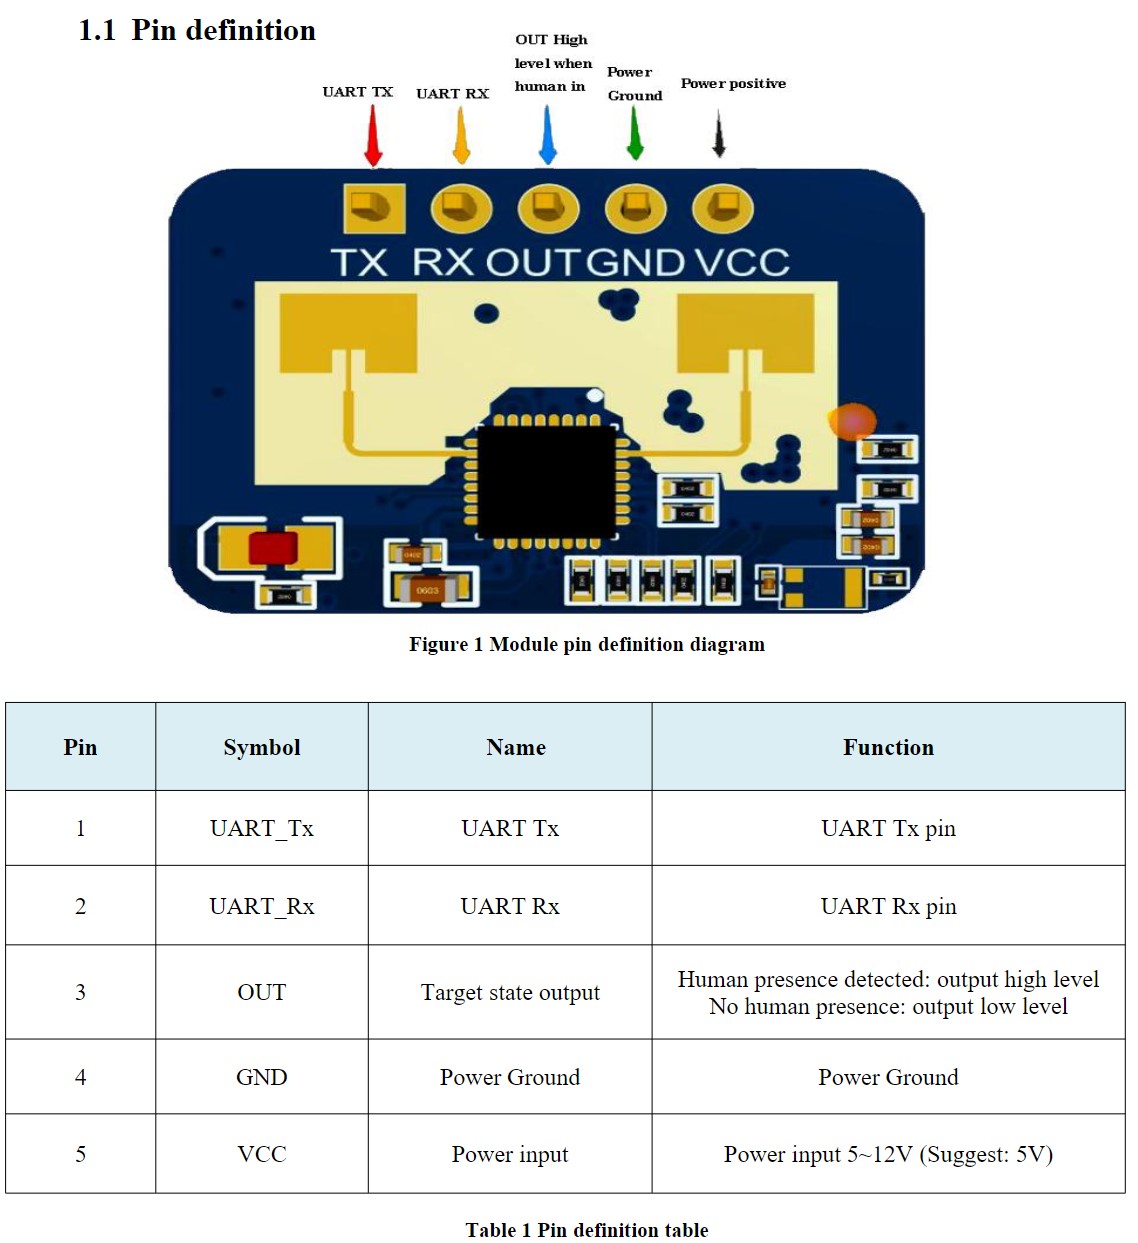 1.1 Pin definition
OUT High
level when
human in
Power
Ground
Power positive
UART TX
UART RX
TX RX OUT GND VCC
0402
0603
Figure 1 Module pin definition diagram
Pin Symbol Name Function
1 UART_Tx UART Tx UART Tx pin
2 UART_Rx UART Rx UART Rx pin
3 OUT Target state output Human presence detected: output high level
No human presence: output low level
4 GND Power Ground Power Ground
5 VCC Power input Power input 5~12V (Suggest: 5V)
Table 1 Pin definition table